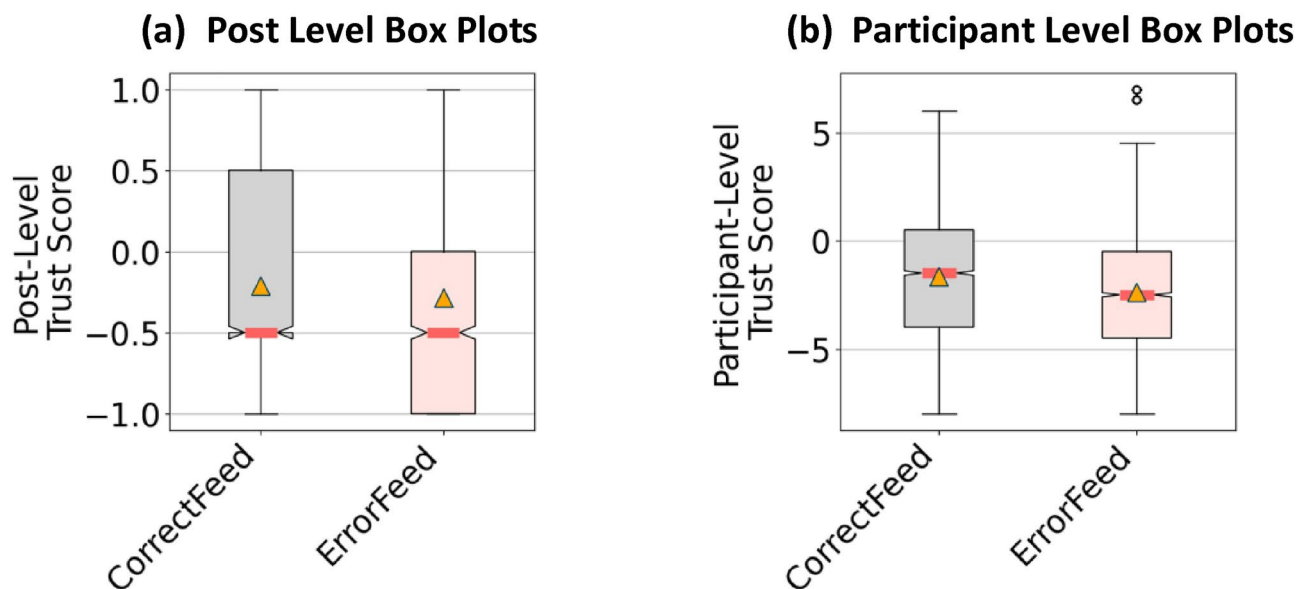 (a) Post Level Box Plots
Post-Level
Trust Score
1.0
0.5
0.0
−0.5
−1.0
CorrectFeed
ErrorFeed
(b) Participant Level Box Plots
Participant-Level
Trust Score
5
0
−5
CorrectFeed
ErrorFeed